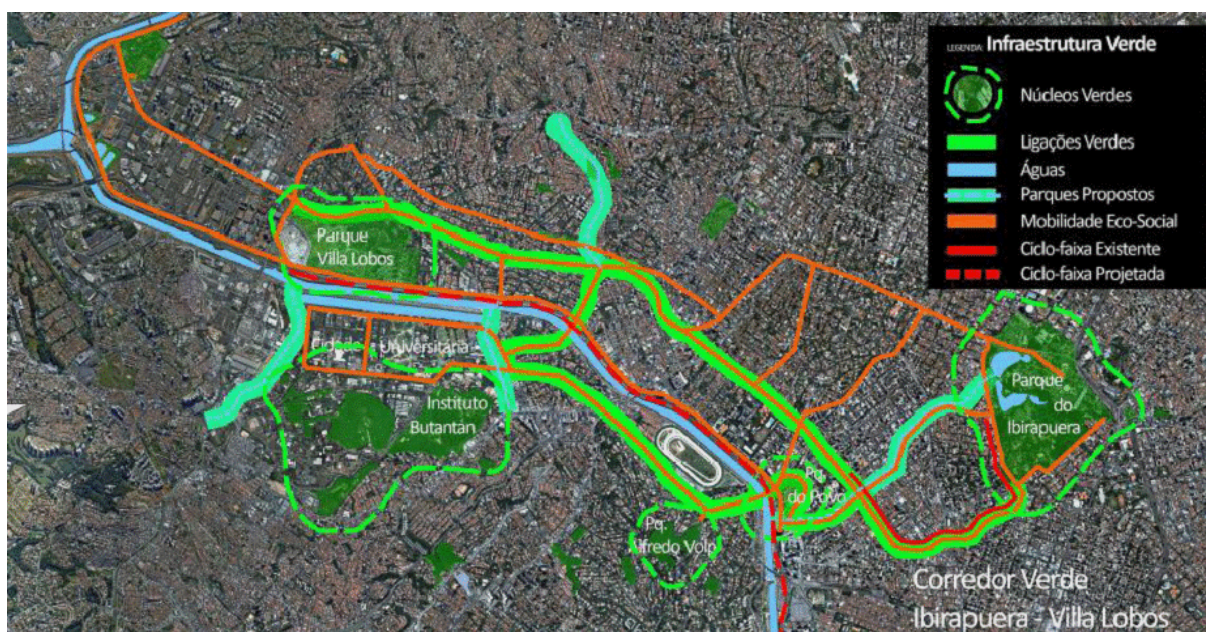 LEGENDA: Infraestrutura Verde
Núcleos Verdes
Ligações Verdes
Águas
Parques Propostos
Mobilidade Eco-Social
Ciclo-faixa Existente
Ciclo-faixa Projetada
Parque
Villa Lobos
Cidade Universitária
Instituto
Butantan
Parque
do
Ibirapuera
Pq.
do Povo
Pq.
Alfredo Volpi
Corredor Verde
Ibirapuera - Villa Lobos